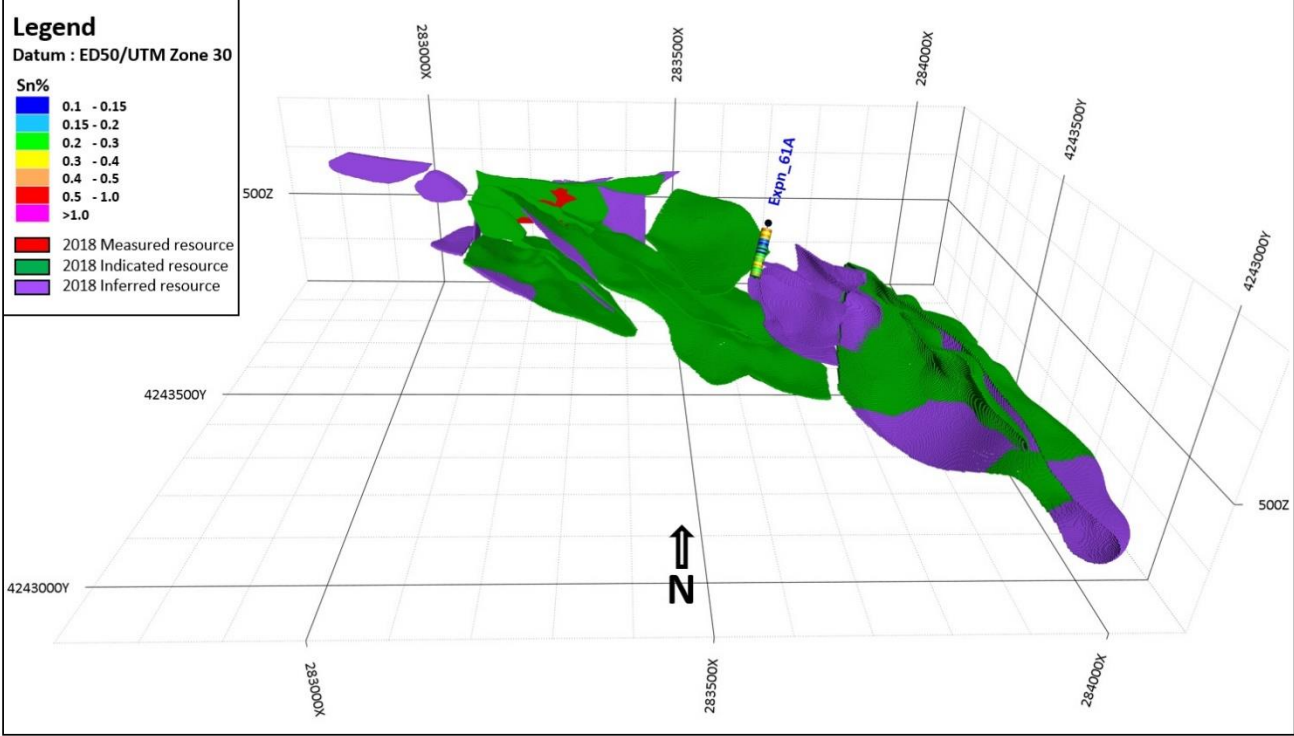 Legend
Datum : ED50/UTM Zone 30
Sn%
0.1 - 0.15
0.15 - 0.2
0.2 - 0.3
0.3 - 0.4
0.4 - 0.5
0.5 - 1.0
>1.0
2018 Measured resource
2018 Indicated resource
2018 Inferred resource
283000X
283500X
284000X
4243500Y
4243000Y
500Z
Expn_61A
4243500Y
500Z
4243000Y
N
283000X
283500X
284000X